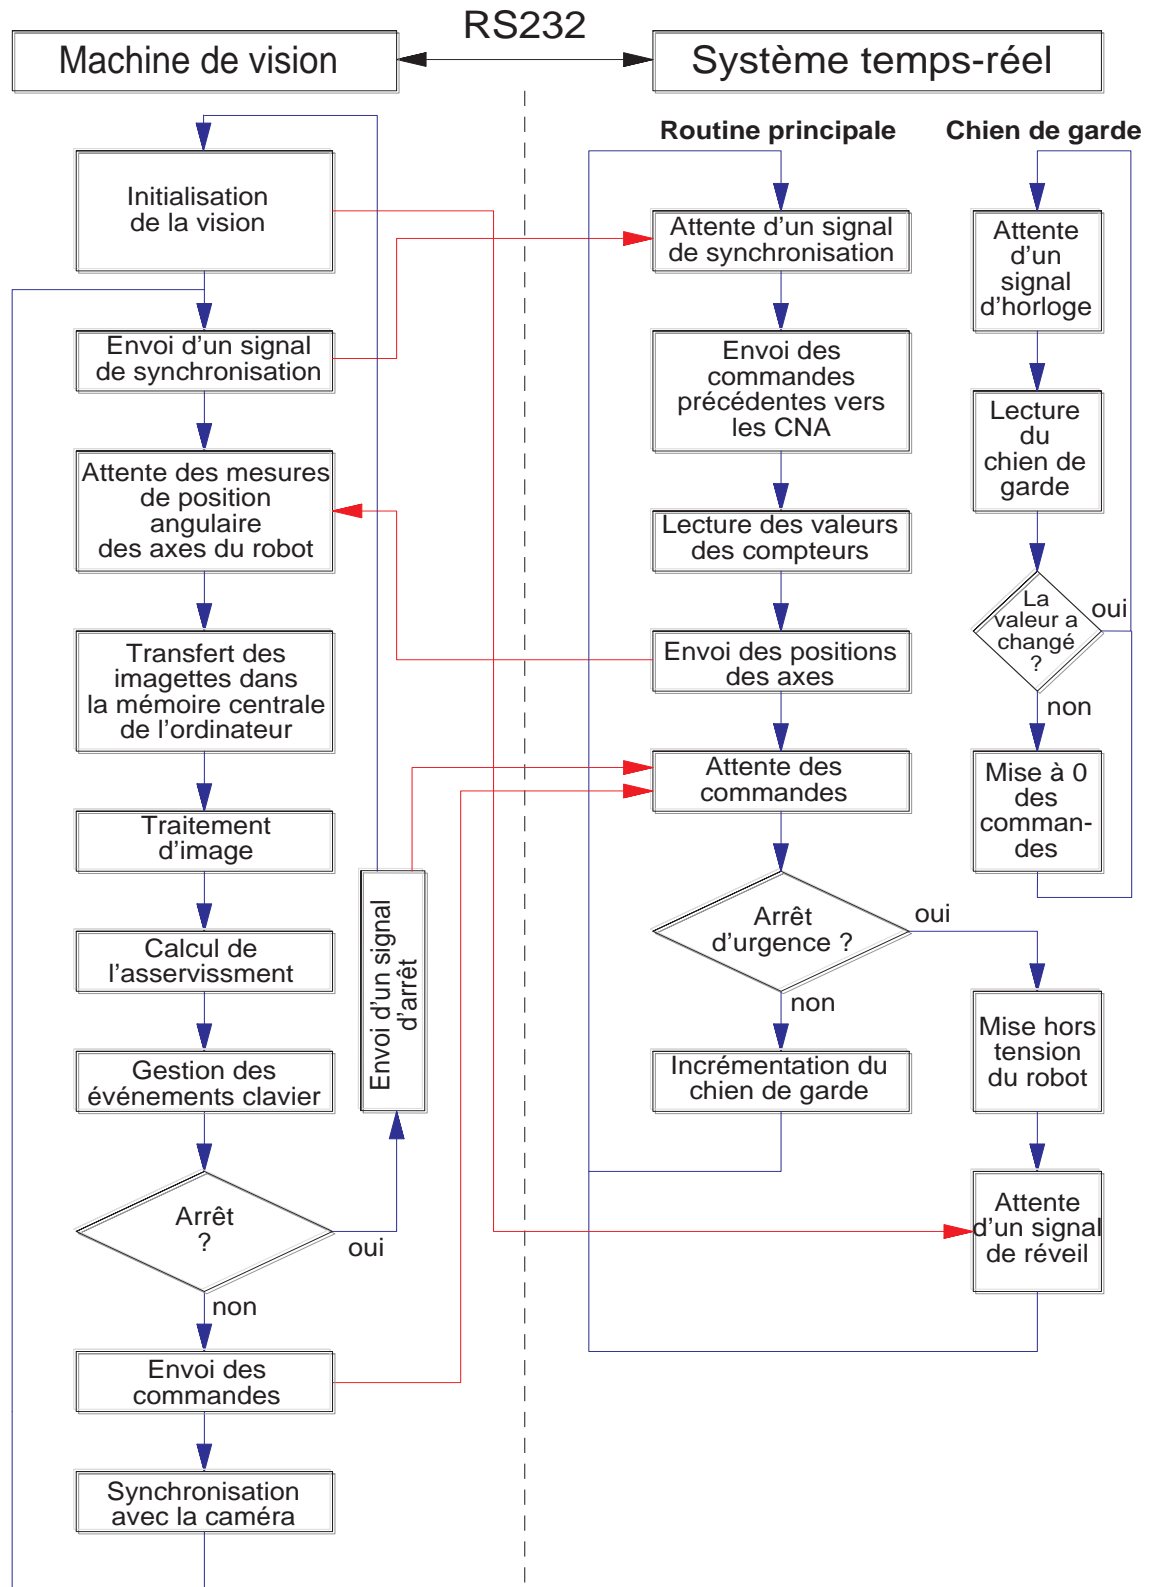 RS232
Machine de vision
Système temps-réel
Routine principale
Chien de garde
Initialisation
de la vision
Envoi d'un signal
de synchronisation
Attente des mesures
de position
angulaire
des axes du robot
Transfert des
imagettes dans
la mémoire centrale
de l'ordinateur
Traitement
d'image
Calcul de
l'asservissment
Gestion des
événements clavier
Arrêt
?
oui
non
Envoi d'un signal
d'arrêt
Envoi des
commandes
Synchronisation
avec la caméra
Attente d'un signal
de synchronisation
Envoi des
commandes
précédentes vers
les CNA
Lecture des valeurs
des compteurs
Envoi des positions
des axes
Attente des
commandes
Arrêt
d'urgence ?
oui
non
Incrémentation du
chien de garde
Mise hors
tension
du robot
Attente
d'un signal
de réveil
Attente
d'un
signal
d'horloge
Lecture
du
chien de
garde
La
valeur a
changé
?
oui
non
Mise à 0
des
comman-
des